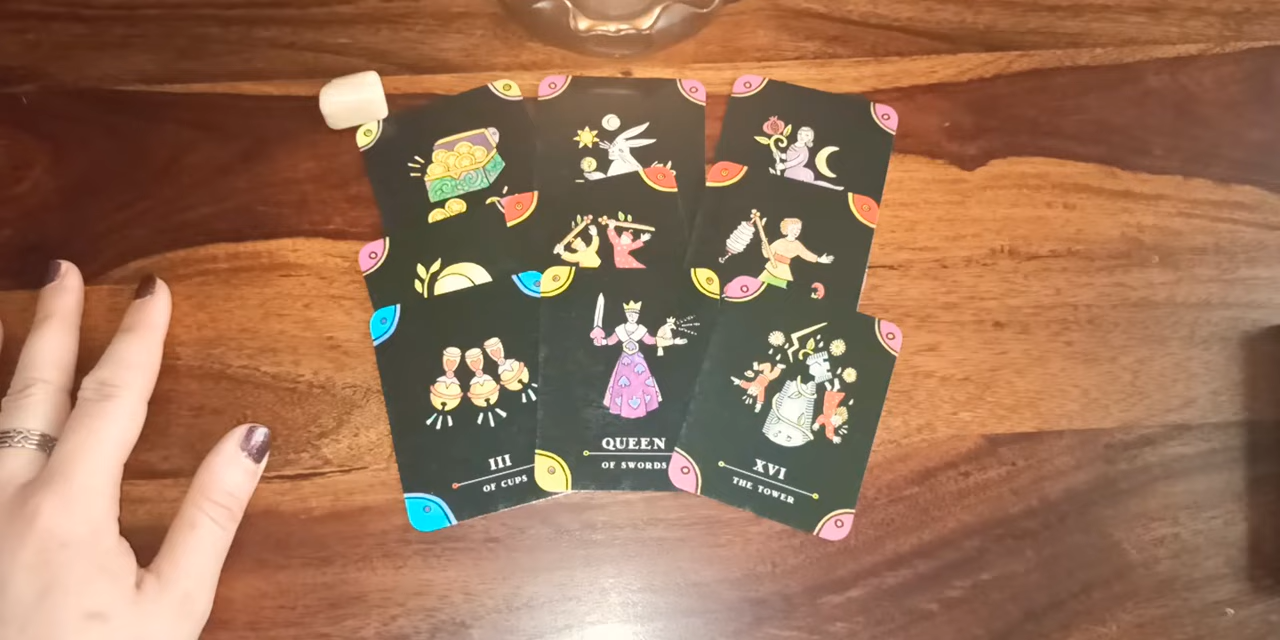 III
OF CUPS
QUEEN
OF SWORDS
XVI
THE TOWER